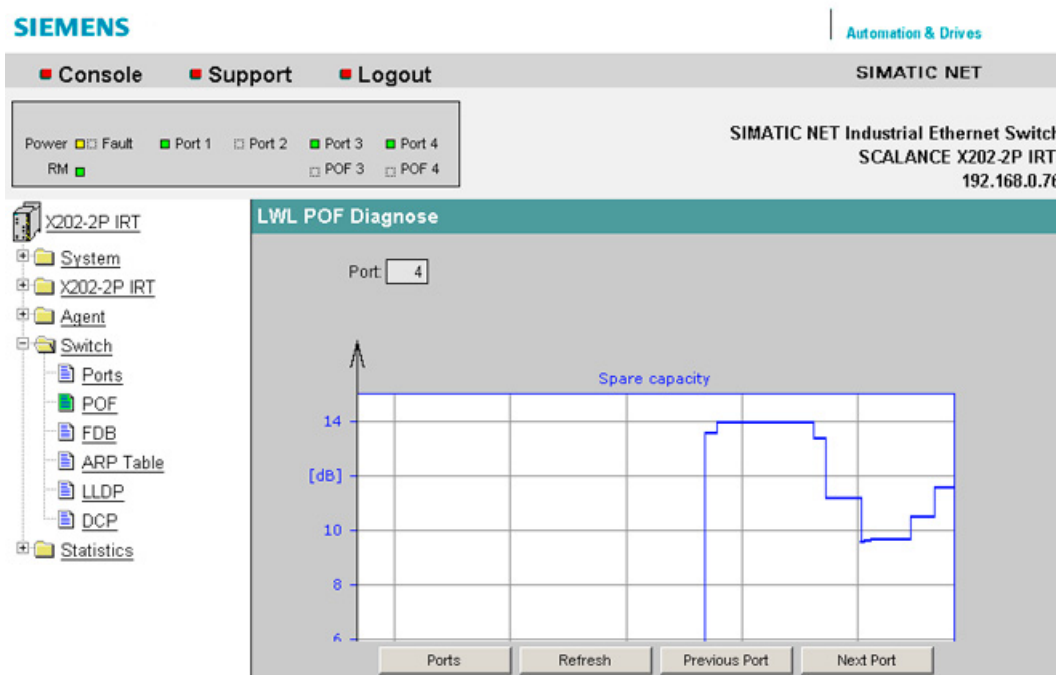 SIEMENS
Automation & Drives
Console Support Logout SIMATIC NET
Power Fault Port 1 Port 2 Port 3 Port 4
RM POF 3 POF 4
SIMATIC NET Industrial Ethernet Switch
SCALANCE X202-2P IRT
192.168.0.76
X202-2P IRT
System
X202-2P IRT
Agent
Switch
Ports
POF
FDB
ARP Table
LLDP
DCP
Statistics
LWL POF Diagnose
Port: 4
Spare capacity
14
[dB]
10
8
6
Ports Refresh Previous Port Next Port